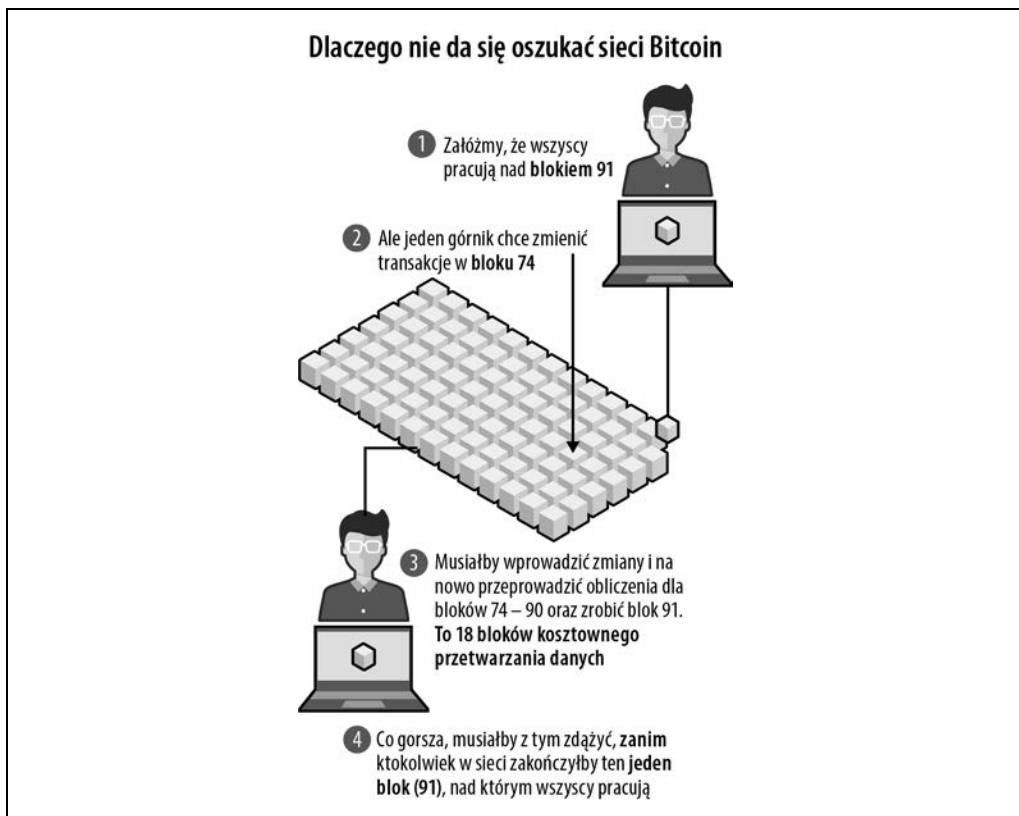 Dlaczego nie da się oszukać sieci Bitcoin
1 Załóżmy, że wszyscy
pracują nad blokiem 91
2 Ale jeden górnik chce zmienić
transakcje w bloku 74
3 Musiałby wprowadzić zmiany i na
nowo przeprowadzić obliczenia dla
bloków 74 – 90 oraz zrobić blok 91.
To 18 bloków kosztownego
przetwarzania danych
4 Co gorsza, musiałby z tym zdążyć, zanim
ktokolwiek w sieci zakończyłby ten jeden
blok (91), nad którym wszyscy pracują